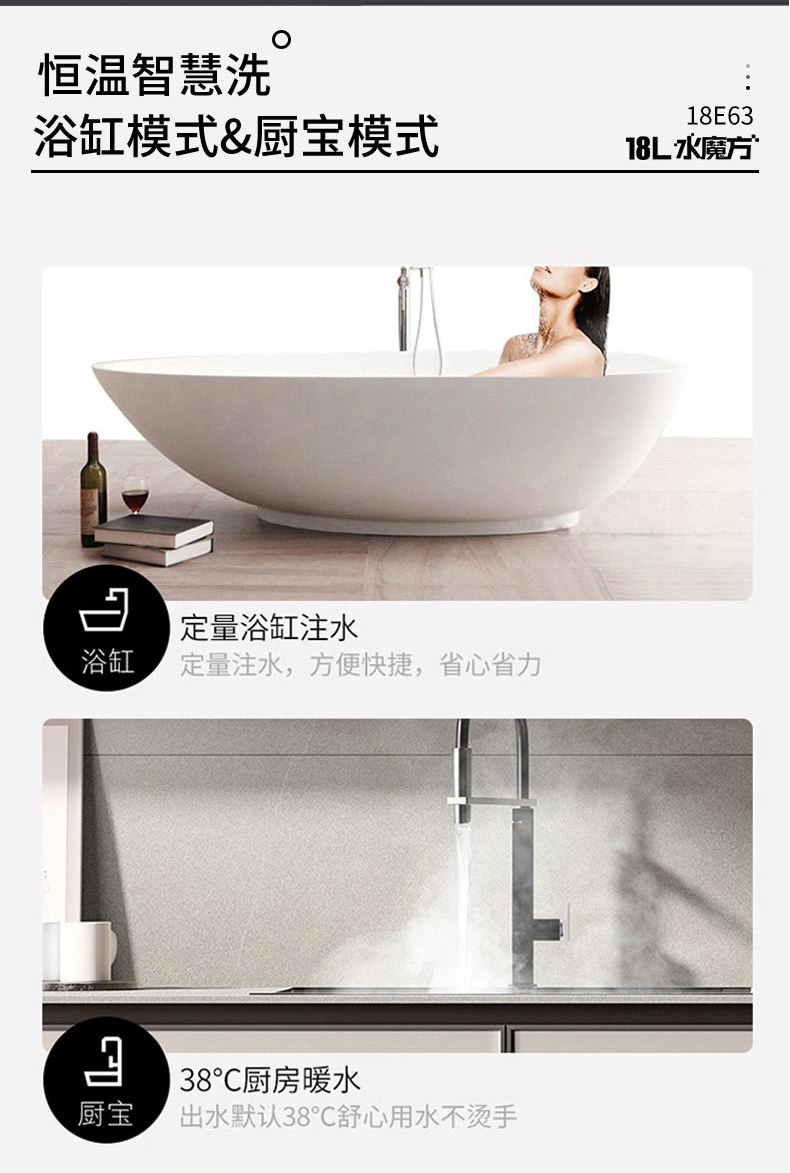 恒温智慧洗
浴缸模式&厨宝模式
18E63
18L·水魔方
定量浴缸注水
浴缸
定量注水，方便快捷，省心省力
38°C厨房暖水
厨宝
出水默认38°C舒心用水不烫手